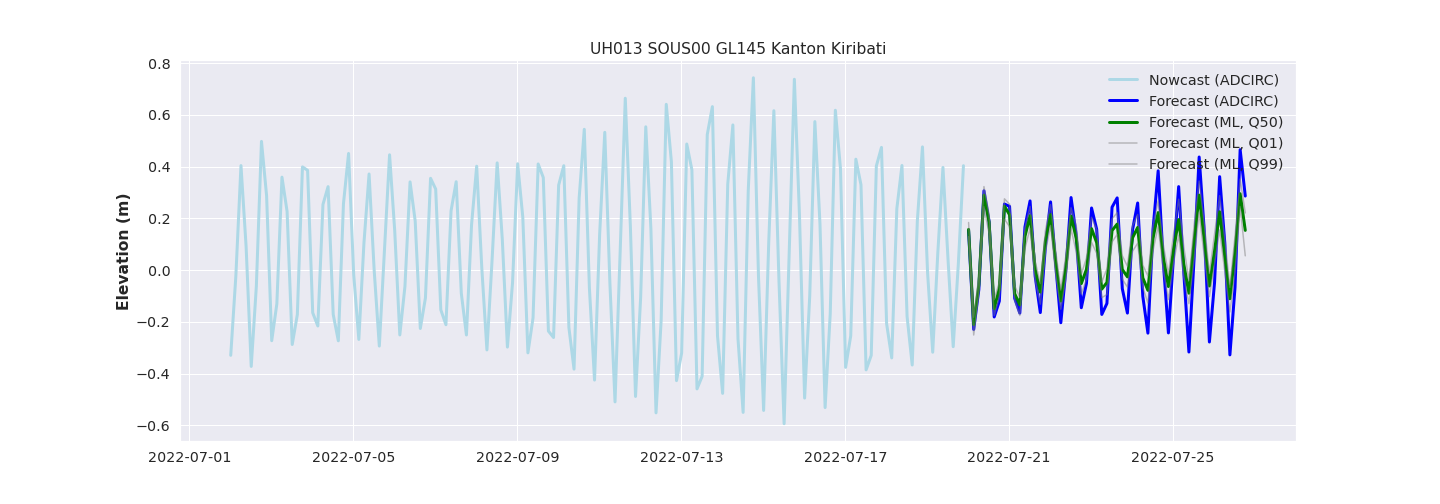 UH013 SOUS00 GL145 Kanton Kiribati
Elevation (m)
0.8
0.6
0.4
0.2
0.0
−0.2
−0.4
−0.6
Nowcast (ADCIRC)
Forecast (ADCIRC)
Forecast (ML, Q50)
Forecast (ML, Q01)
Forecast (ML, Q99)
2022-07-01 2022-07-05 2022-07-09 2022-07-13 2022-07-17 2022-07-21 2022-07-25